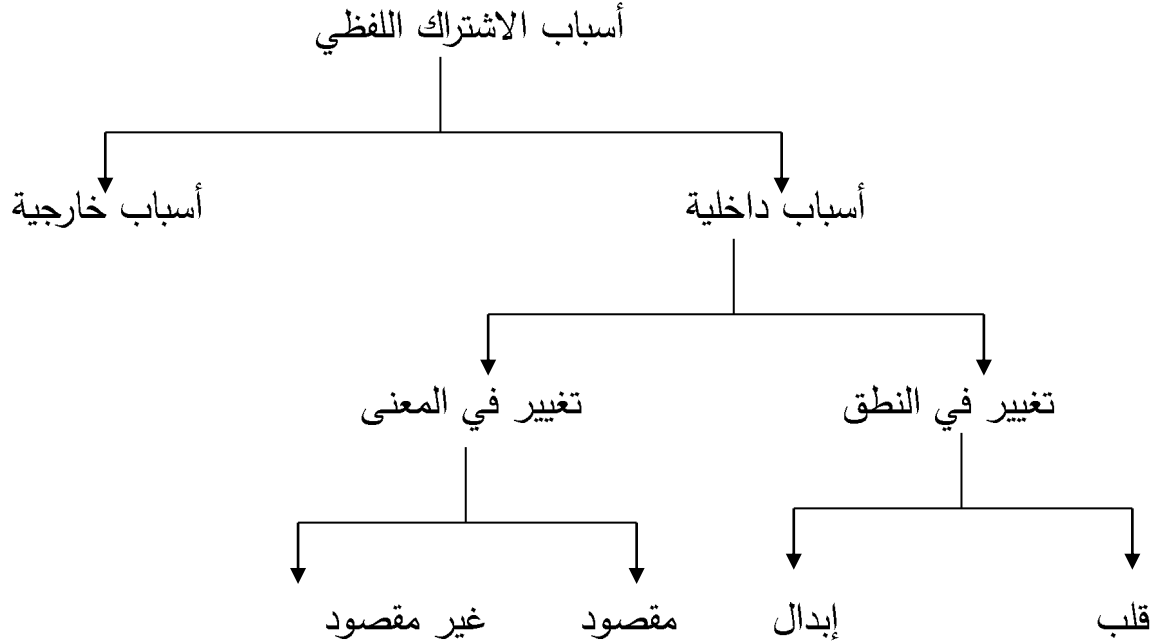 أسباب الاشتراك اللفظي
أسباب داخلية
أسباب خارجية
تغيير في النطق
تغيير في المعنى
قلب
إبدال
مقصود
غير مقصود